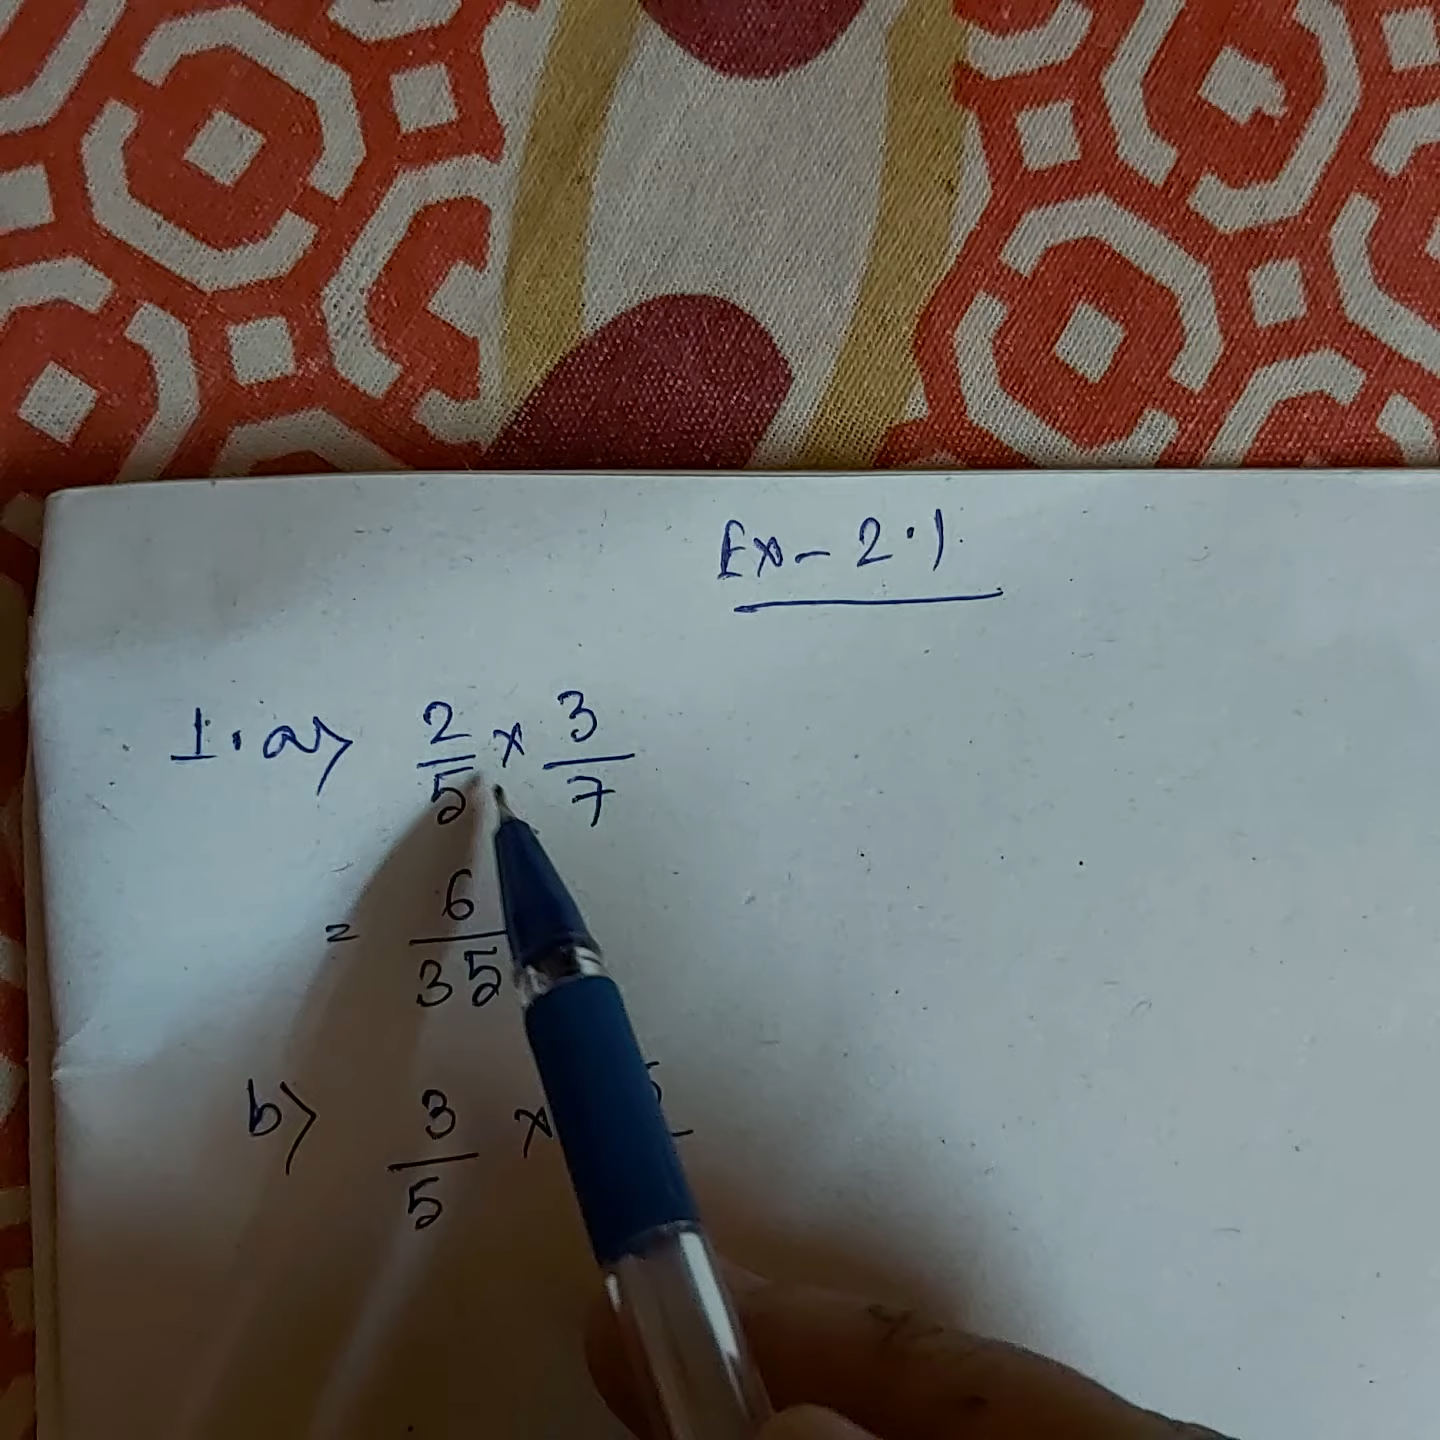 Ex - 2.1
1. a) 2/5 × 3/7
= 6/35
b) 3/5 ×